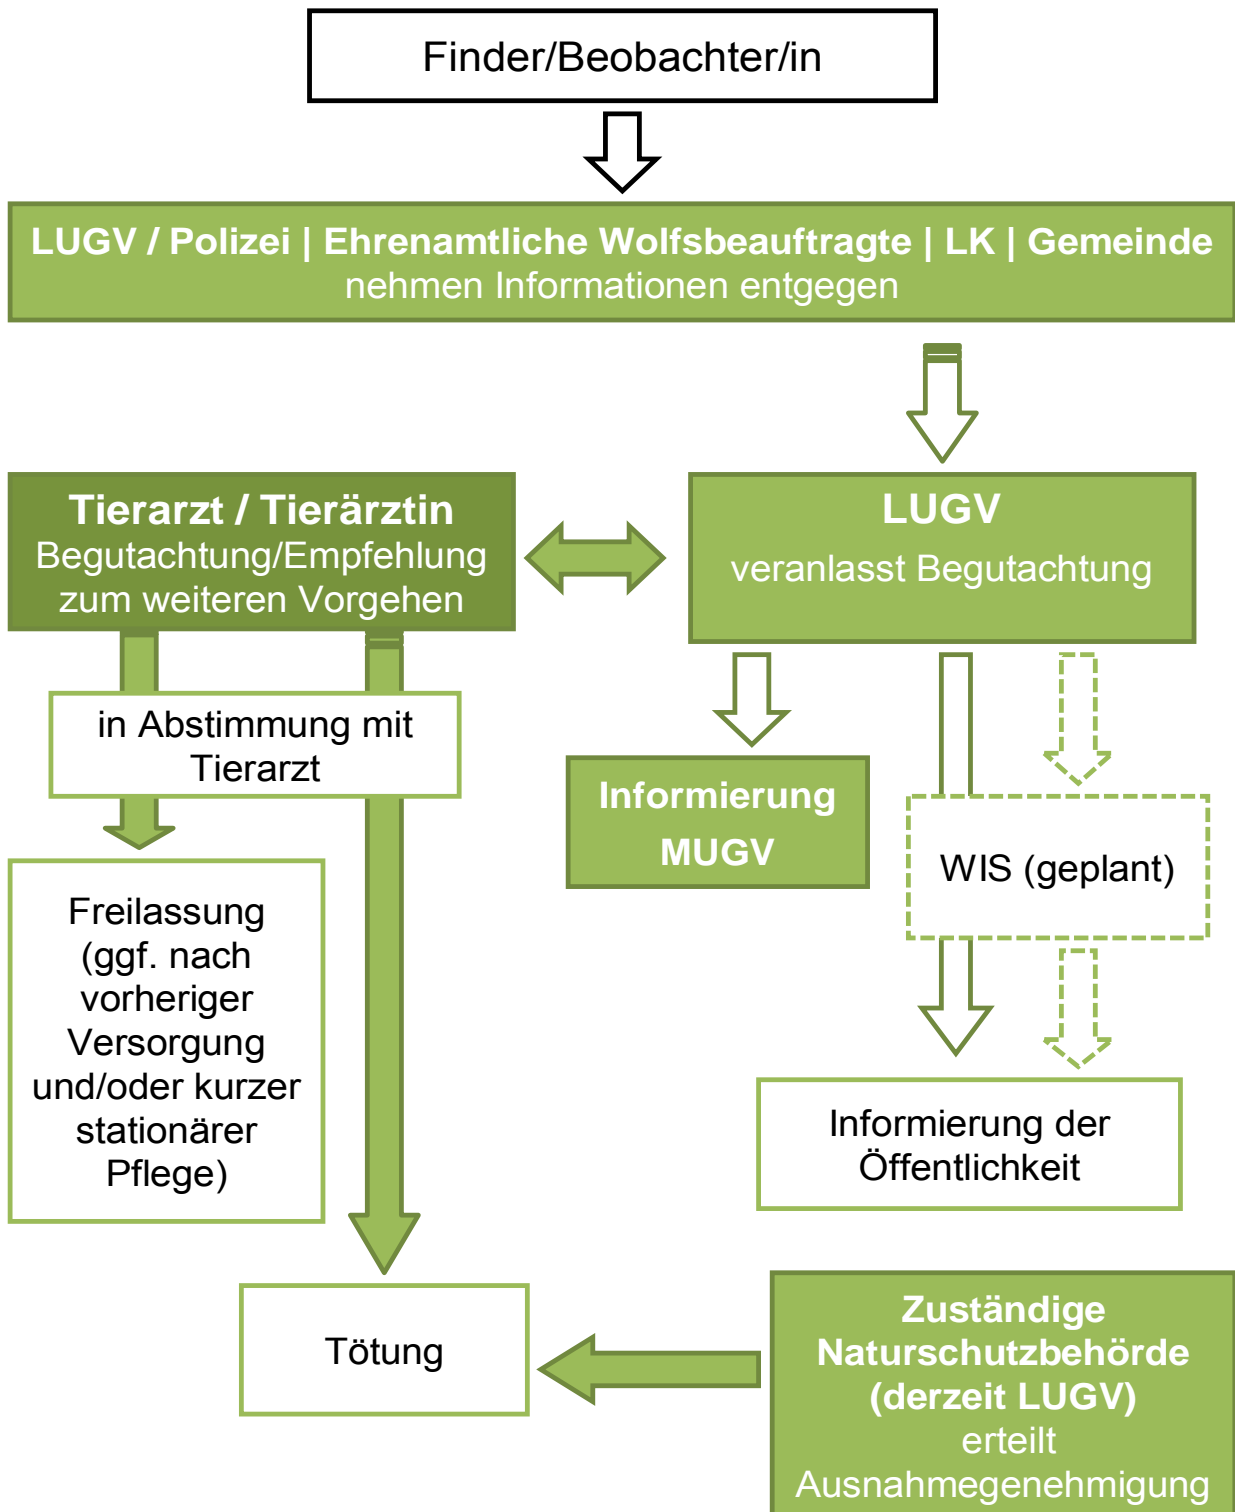 Finder/Beobachter/in
LUGV / Polizei | Ehrenamtliche Wolfsbeauftragte | LK | Gemeinde
nehmen Informationen entgegen
Tierarzt / Tierärztin
Begutachtung/Empfehlung
zum weiteren Vorgehen
LUGV
veranlasst Begutachtung
in Abstimmung mit
Tierarzt
Informierung
MUGV
WIS (geplant)
Freilassung
(ggf. nach
vorheriger
Versorgung
und/oder kurzer
stationärer
Pflege)
Informierung der
Öffentlichkeit
Tötung
Zuständige
Naturschutzbehörde
(derzeit LUGV)
erteilt
Ausnahmegenehmigung